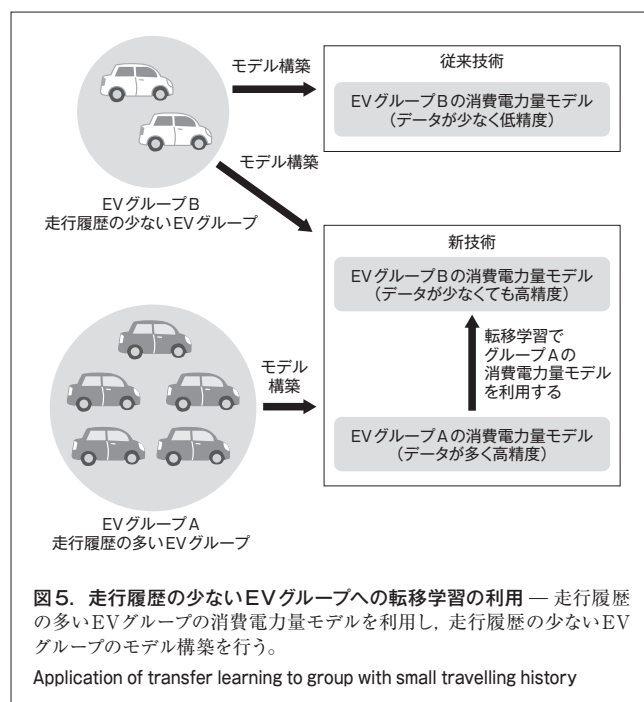 モデル構築
従来技術
EVグループBの消費電力量モデル
(データが少なく低精度)
モデル構築
EVグループB
走行履歴の少ないEVグループ
新技術
EVグループBの消費電力量モデル
(データが少なくても高精度)
転移学習で
グループAの
消費電力量モデル
を利用する
モデル
構築
EVグループAの消費電力量モデル
(データが多く高精度)
EVグループA
走行履歴の多いEVグループ
図5. 走行履歴の少ないEVグループへの転移学習の利用 — 走行履歴
の多いEVグループの消費電力量モデルを利用し,走行履歴の少ないEV
グループのモデル構築を行う。
Application of transfer learning to group with small travelling history